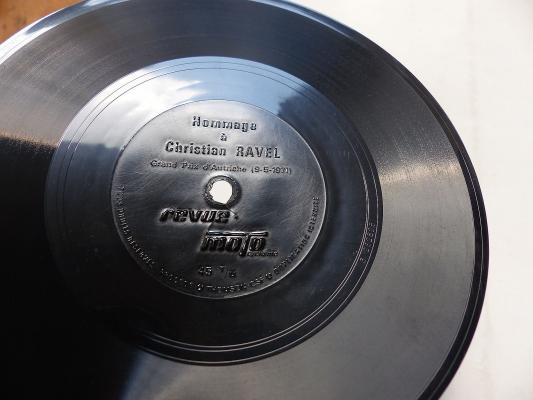 Hommage
à
Christian RAVEL
Grand Prix d'Autriche (9-5-1971)
revue
moto
45 T